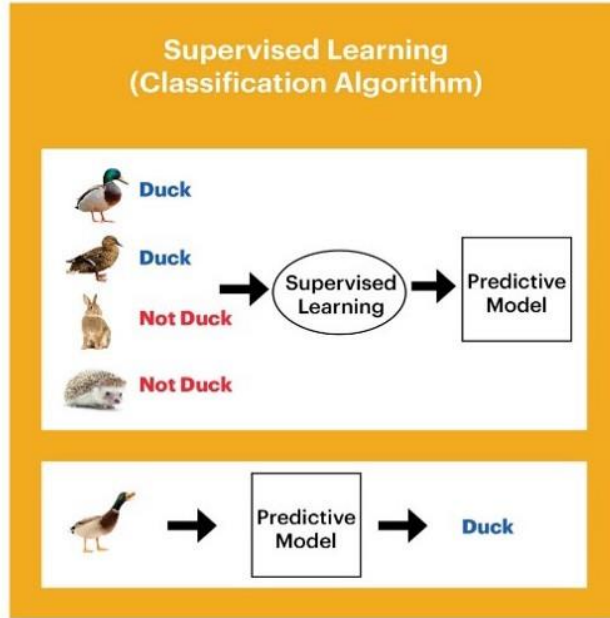 Supervised Learning
(Classification Algorithm)
Duck
Duck
Not Duck
Not Duck
Supervised
Learning
Predictive
Model
Predictive
Model
Duck